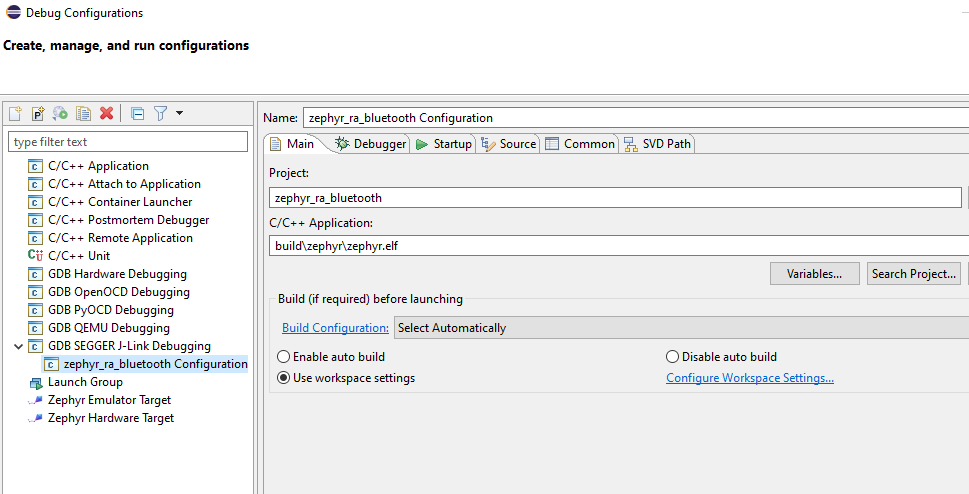 Debug Configurations
Create, manage, and run configurations
type filter text
C/C++ Application
C/C++ Attach to Application
C/C++ Container Launcher
C/C++ Postmortem Debugger
C/C++ Remote Application
C/C++ Unit
GDB Hardware Debugging
GDB OpenOCD Debugging
GDB PyOCD Debugging
GDB QEMU Debugging
GDB SEGGER J-Link Debugging
zephyr_ra_bluetooth Configuration
Launch Group
Zephyr Emulator Target
Zephyr Hardware Target
Name: zephyr_ra_bluetooth Configuration
Main Debugger Startup Source Common SVD Path
Project:
zephyr_ra_bluetooth
C/C++ Application:
build\zephyr\zephyr.elf
Variables... Search Project...
Build (if required) before launching
Build Configuration: Select Automatically
Enable auto build Disable auto build
Use workspace settings Configure Workspace Settings...